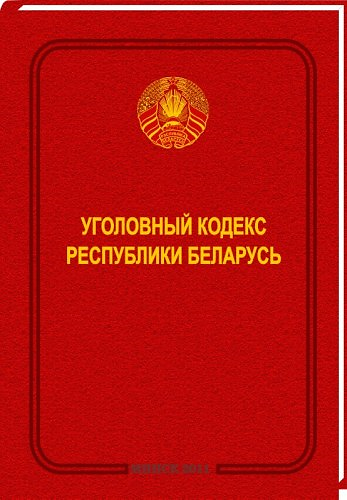 УГОЛОВНЫЙ КОДЕКС
РЕСПУБЛИКИ БЕЛАРУСЬ